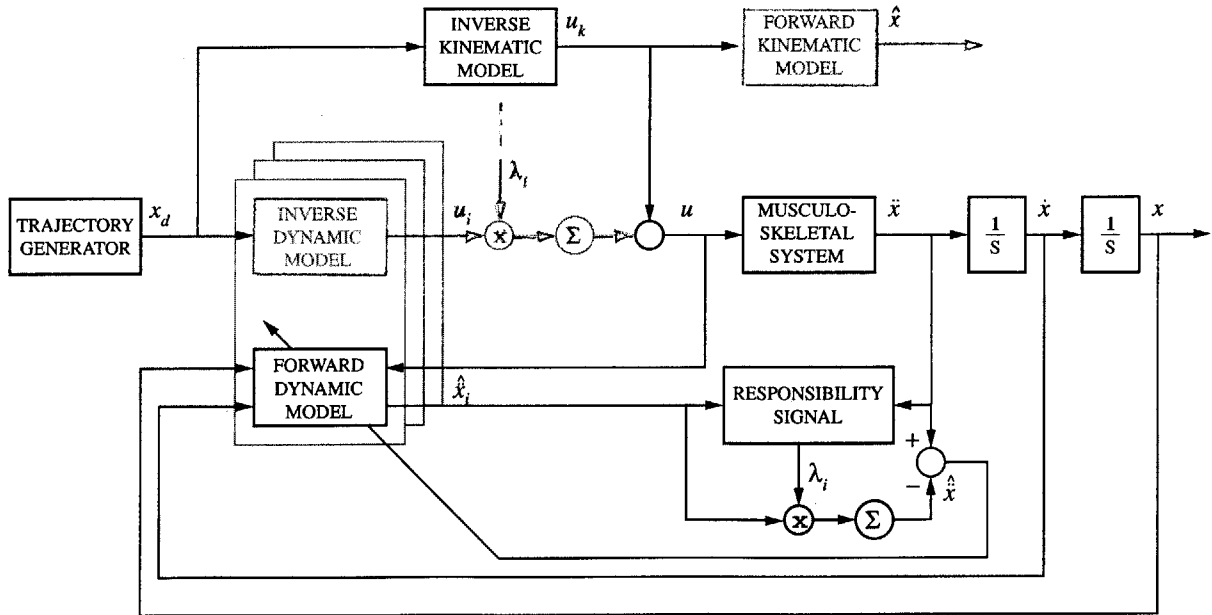 INVERSE
KINEMATIC
MODEL
u_k
FORWARD
KINEMATIC
MODEL
x̂
λ_i
TRAJECTORY
GENERATOR
x_d
INVERSE
DYNAMIC
MODEL
u_i
x
Σ
u
MUSCULO-
SKELETAL
SYSTEM
ẍ
1
S
ẋ
1
S
x
FORWARD
DYNAMIC
MODEL
ẍ̂_i
RESPONSIBILITY
SIGNAL
+
−
λ_i
x
Σ
ẍ̂